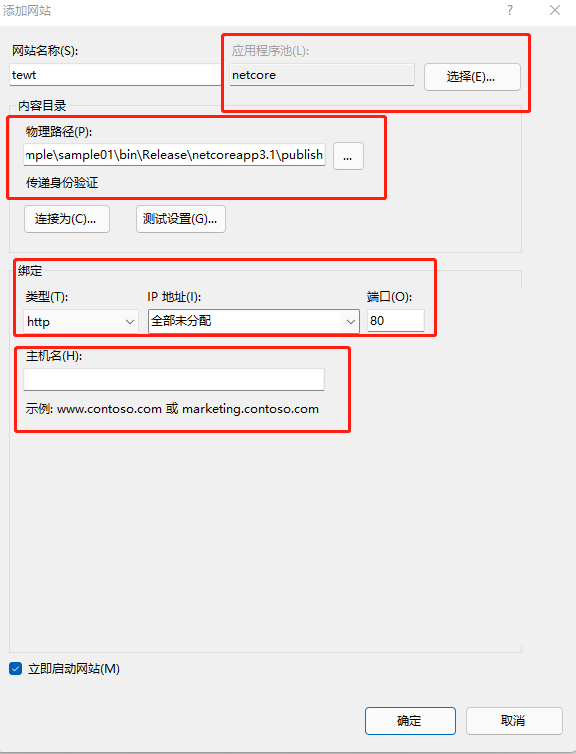 添加网站
?
网站名称(S):
应用程序池(L):
tewt
netcore
选择(E)...
内容目录
物理路径(P):
mple\sample01\bin\Release\netcoreapp3.1\publish
...
传递身份验证
连接为(C)...
测试设置(G)...
绑定
类型(T):
IP 地址(I):
端口(O):
http
全部未分配
80
主机名(H):
示例: www.contoso.com 或 marketing.contoso.com
立即启动网站(M)
确定
取消